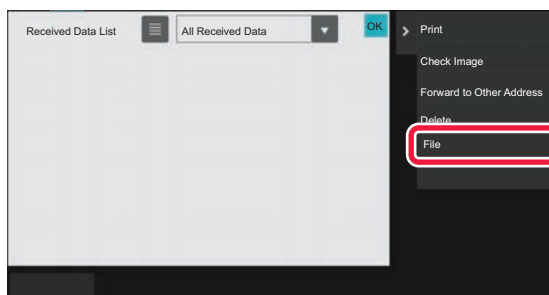 Received Data List
All Received Data
OK
Print
Check Image
Forward to Other Address
Delete
File